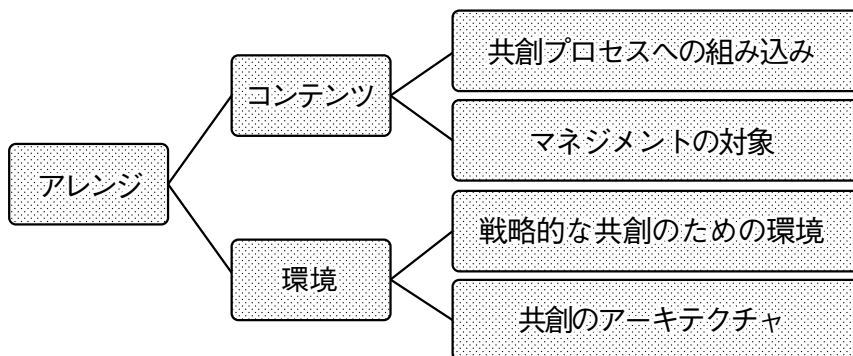 アレンジ
コンテンツ
共創プロセスへの組み込み
マネジメントの対象
環境
戦略的な共創のための環境
共創のアーキテクチャ